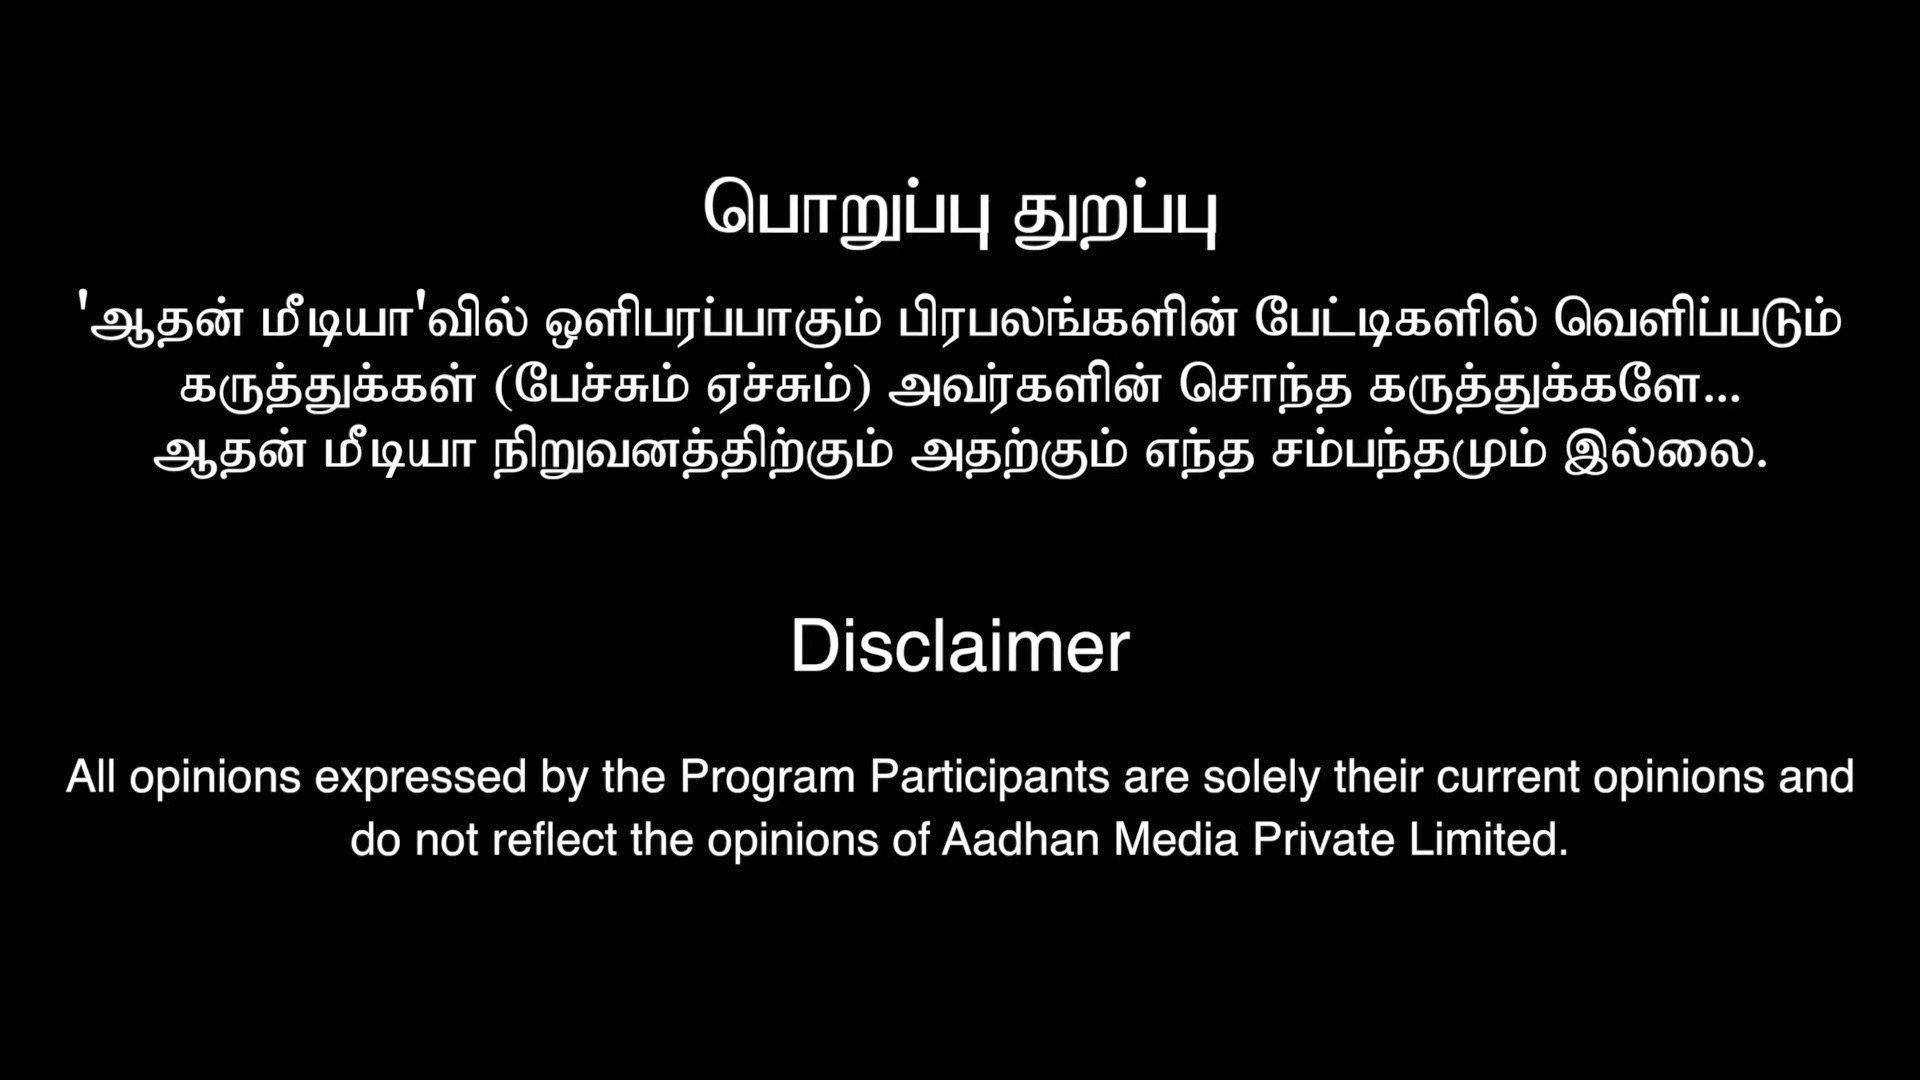 பொறுப்பு துறப்பு
'ஆதன் மீடியா'வில் ஒளிபரப்பாகும் பிரபலங்களின் பேட்டிகளில் வெளிப்படும்
கருத்துக்கள் (பேச்சும் ஏச்சும்) அவர்களின் சொந்த கருத்துக்களே...
ஆதன் மீடியா நிறுவனத்திற்கும் அதற்கும் எந்த சம்பந்தமும் இல்லை.
Disclaimer
All opinions expressed by the Program Participants are solely their current opinions and
do not reflect the opinions of Aadhan Media Private Limited.